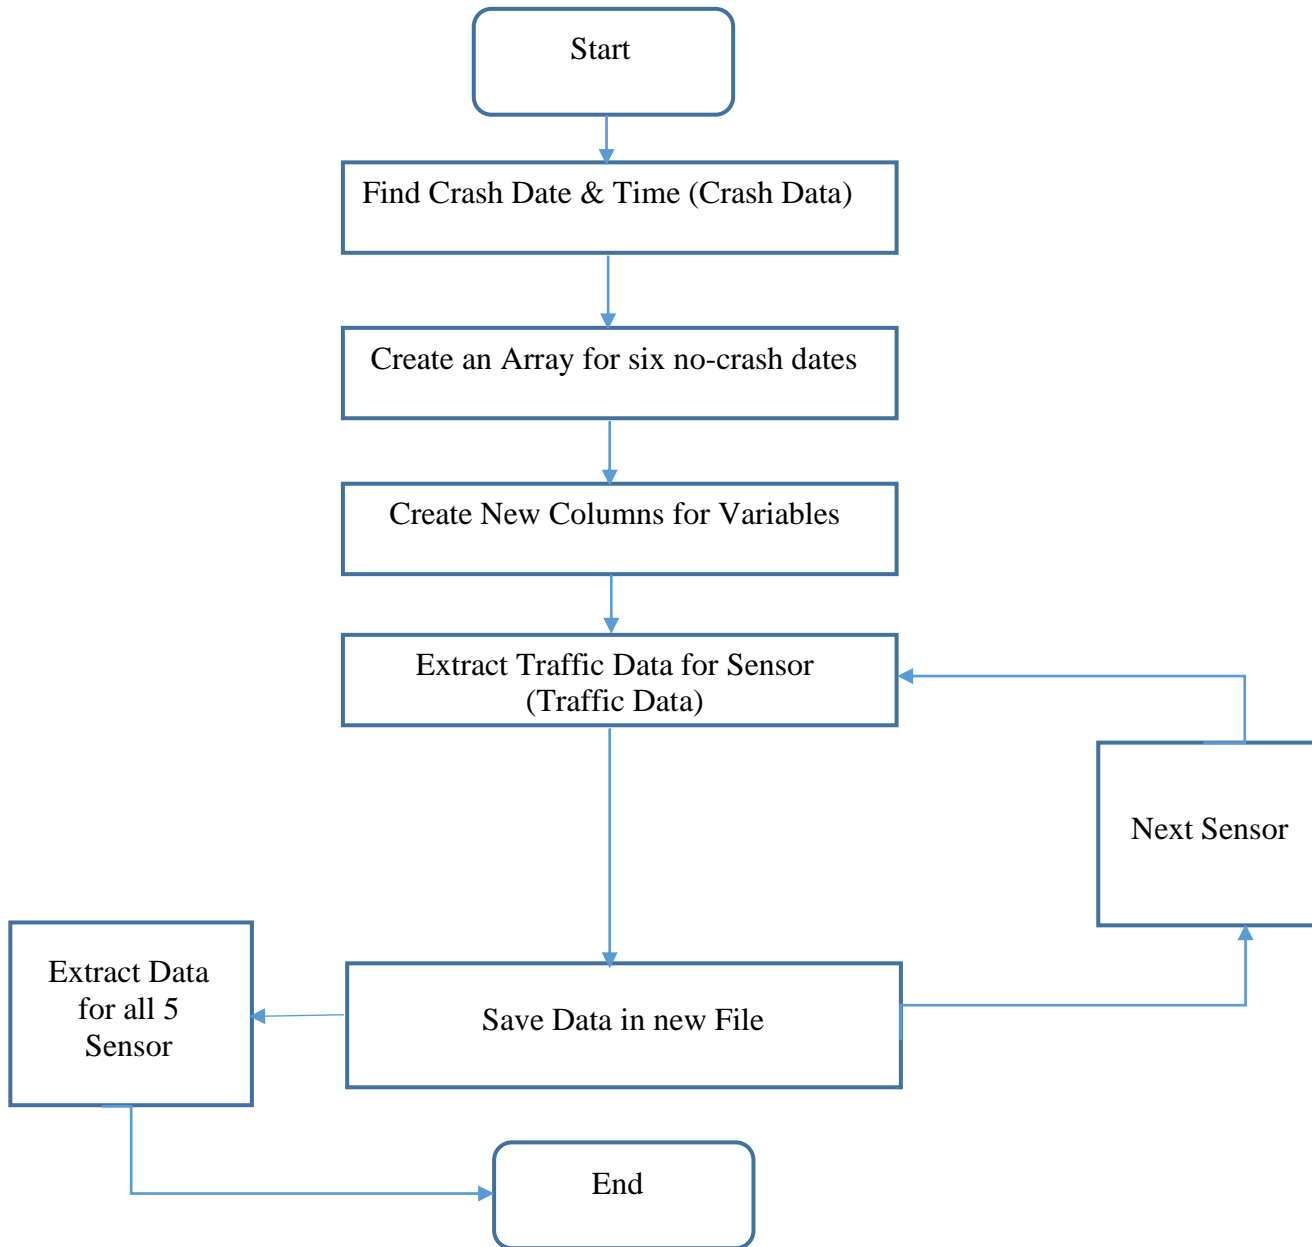 Start
Find Crash Date & Time (Crash Data)
Create an Array for six no-crash dates
Create New Columns for Variables
Extract Traffic Data for Sensor
(Traffic Data)
Next Sensor
Save Data in new File
Extract Data
for all 5
Sensor
End